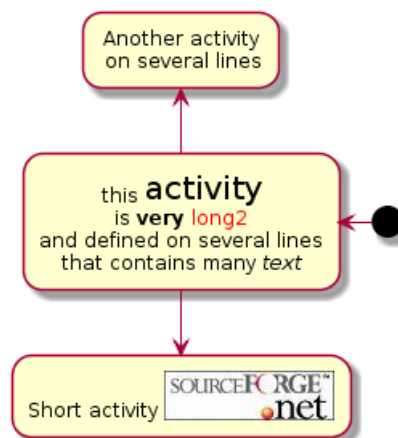 Another activity
on several lines
this activity
is very long2
and defined on several lines
that contains many text
Short activity SOURCEFORGE™
.net